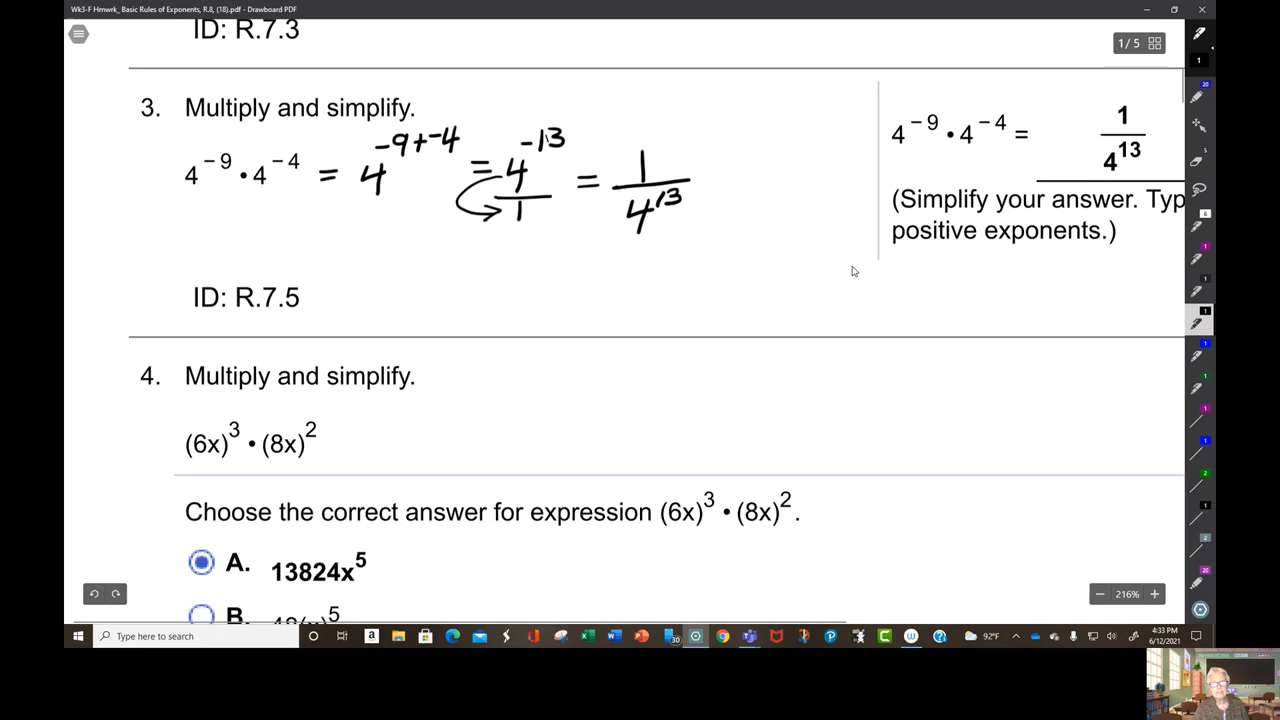 Wk3-F Hmwrk_ Basic Rules of Exponents, R.8, (18).pdf - Drawboard PDF
ID: R.7.3
1 / 5
3. Multiply and simplify.
4^-9 • 4^-4 = 4^-9+-4 = 4^-13/1 = 1/4^13
4^-9 • 4^-4 = 1/4^13
(Simplify your answer. Typ
positive exponents.)
ID: R.7.5
4. Multiply and simplify.
(6x)^3 • (8x)^2
Choose the correct answer for expression (6x)^3 • (8x)^2.
A. 13824x^5
B.
216%
Type here to search
92°F
4:33 PM
6/12/2021